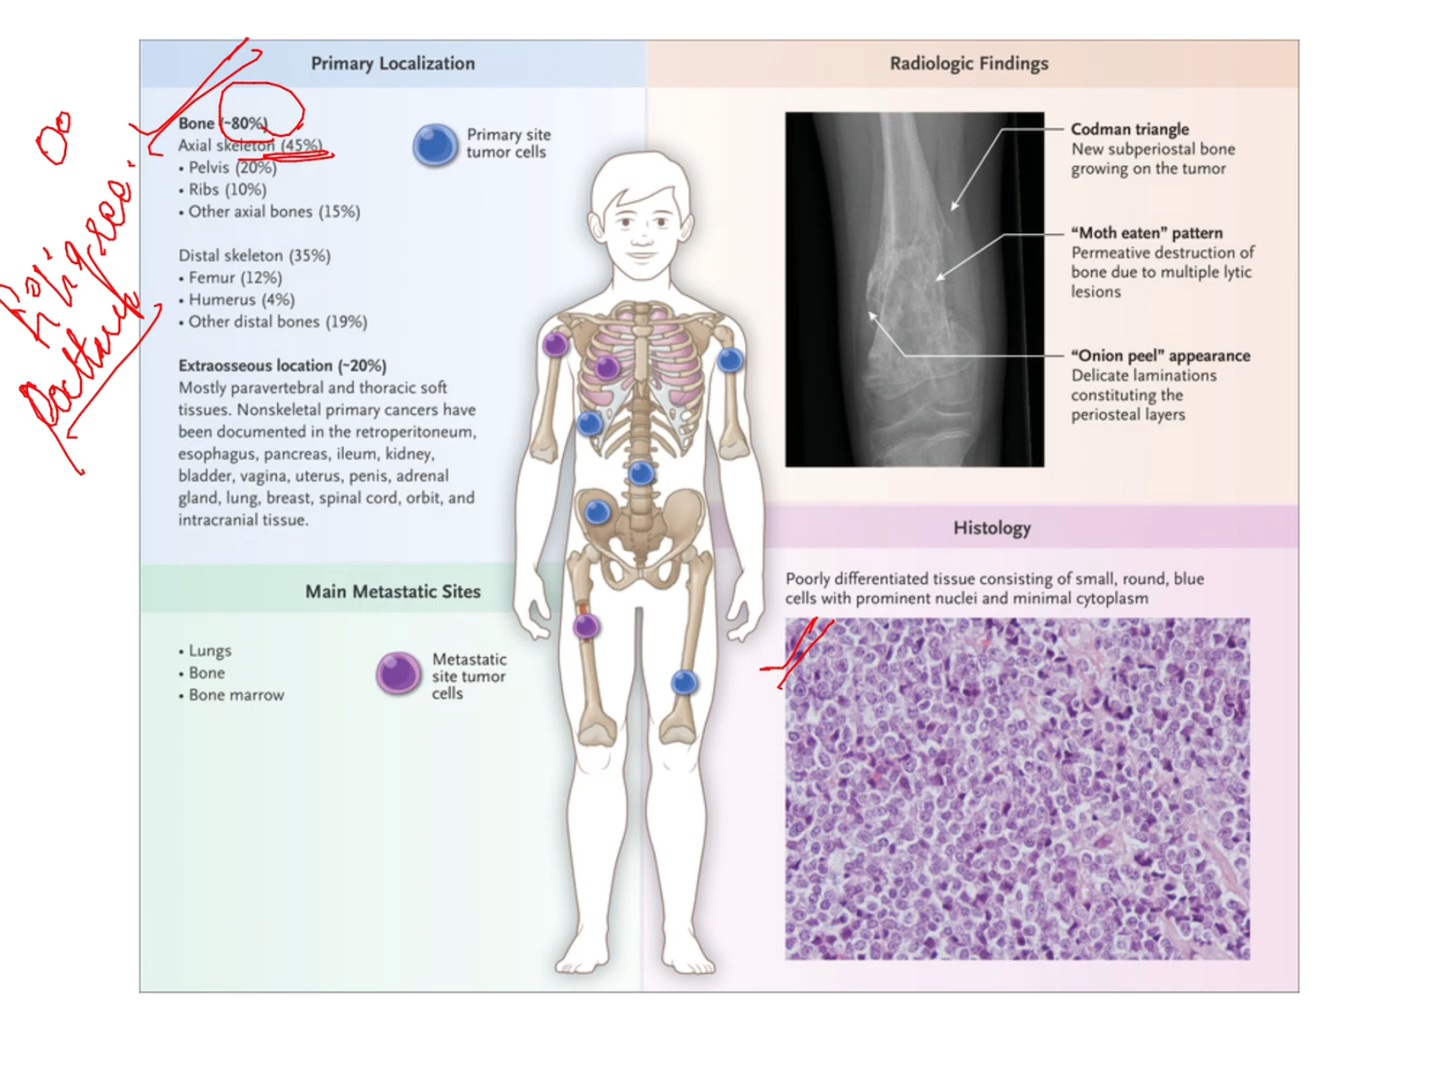 Primary Localization
Bone (~80%)
Axial skeleton (45%)
• Pelvis (20%)
• Ribs (10%)
• Other axial bones (15%)
Distal skeleton (35%)
• Femur (12%)
• Humerus (4%)
• Other distal bones (19%)
Extraosseous location (~20%)
Mostly paravertebral and thoracic soft
tissues. Nonskeletal primary cancers have
been documented in the retroperitoneum,
esophagus, pancreas, ileum, kidney,
bladder, vagina, uterus, penis, adrenal
gland, lung, breast, spinal cord, orbit, and
intracranial tissue.
Primary site
tumor cells
Main Metastatic Sites
• Lungs
• Bone
• Bone marrow
Metastatic
site tumor
cells
Radiologic Findings
Codman triangle
New subperiostal bone
growing on the tumor
“Moth eaten” pattern
Permeative destruction of
bone due to multiple lytic
lesions
“Onion peel” appearance
Delicate laminations
constituting the
periosteal layers
Histology
Poorly differentiated tissue consisting of small, round, blue
cells with prominent nuclei and minimal cytoplasm